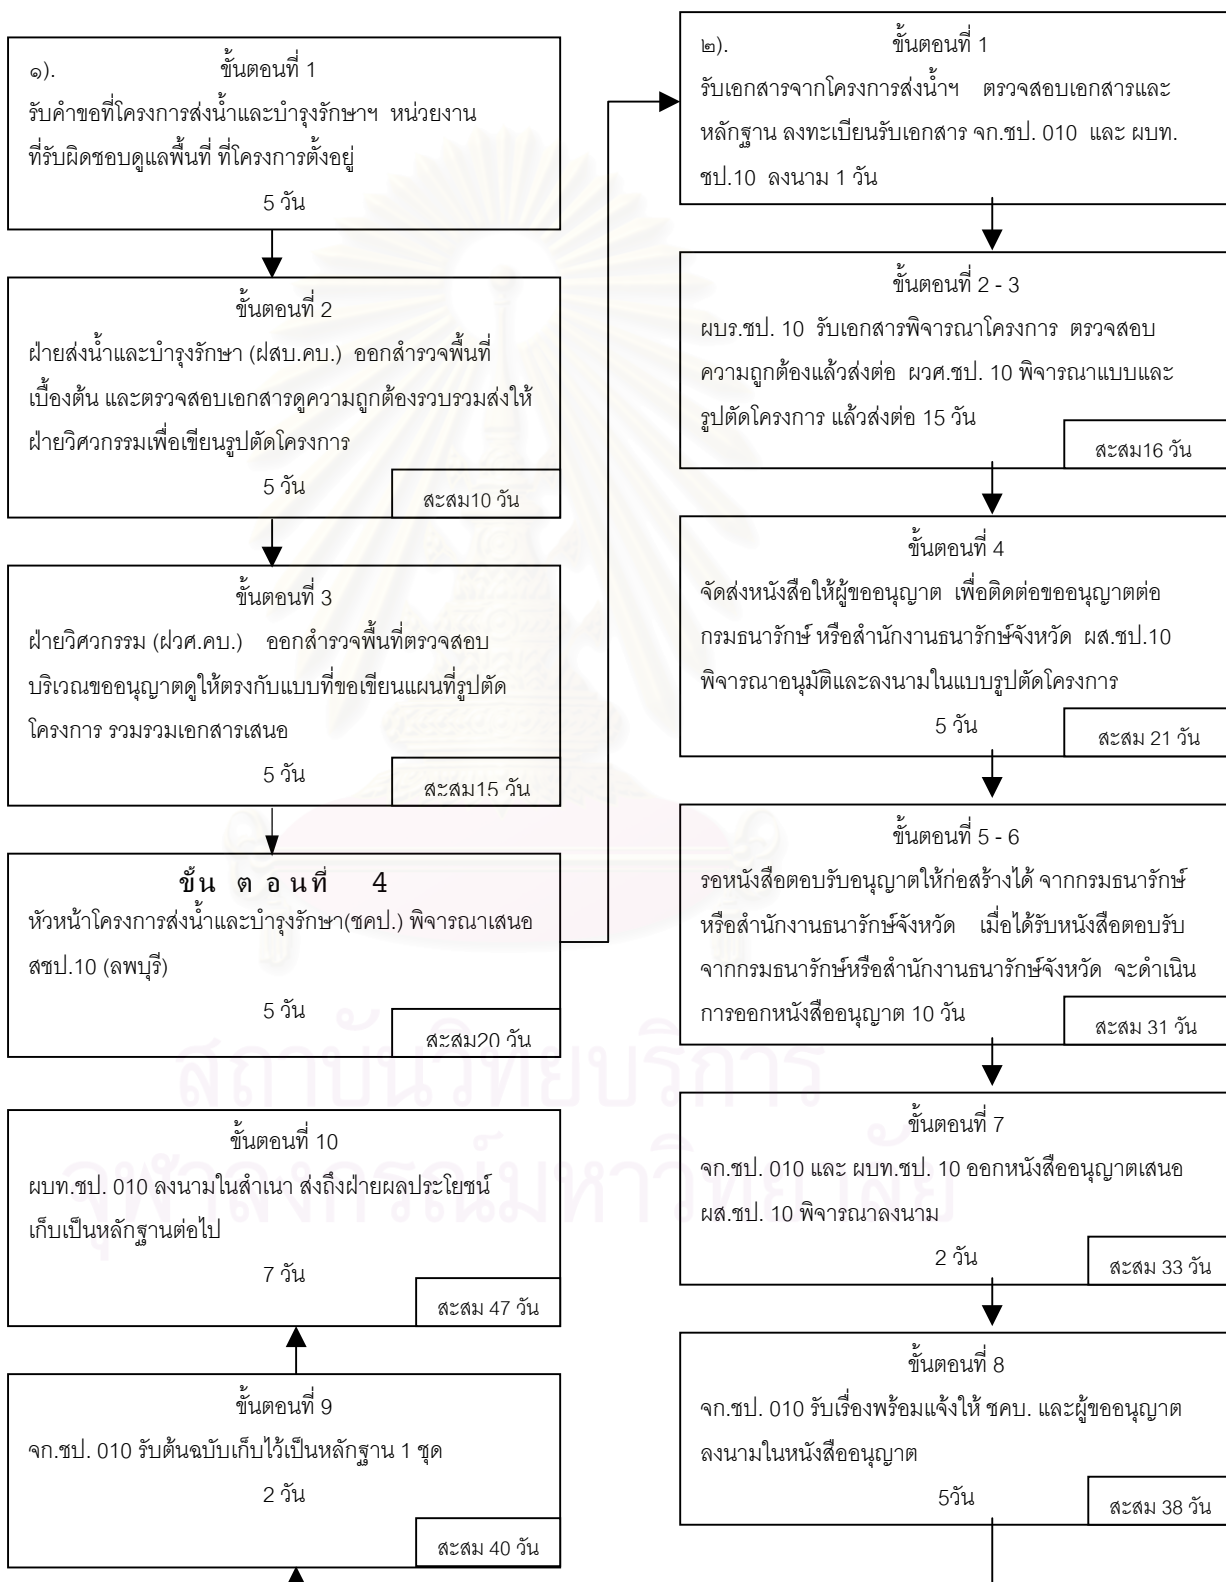 ๑). ขั้นตอนที่ 1
รับคำขอที่โครงการส่งน้ำและบำรุงรักษาฯ หน่วยงาน
ที่รับผิดชอบดูแลพื้นที่ ที่โครงการตั้งอยู่
5 วัน
ขั้นตอนที่ 2
ฝ่ายส่งน้ำและบำรุงรักษา (ฝสบ.คบ.) ออกสำรวจพื้นที่
เบื้องต้น และตรวจสอบเอกสารดูความถูกต้องรวบรวมส่งให้
ฝ่ายวิศวกรรมเพื่อเขียนรูปตัดโครงการ
5 วัน
สะสม10 วัน
ขั้นตอนที่ 3
ฝ่ายวิศวกรรม (ฝวศ.คบ.) ออกสำรวจพื้นที่ตรวจสอบ
บริเวณขออนุญาตดูให้ตรงกับแบบที่ขอเขียนแผนที่รูปตัด
โครงการ รวมรวมเอกสารเสนอ
5 วัน
สะสม15 วัน
ขั้น ต อ นที่ 4
หัวหน้าโครงการส่งน้ำและบำรุงรักษา(ชคป.) พิจารณาเสนอ
สชป.10 (ลพบุรี)
5 วัน
สะสม20 วัน
๒). ขั้นตอนที่ 1
รับเอกสารจากโครงการส่งน้ำฯ ตรวจสอบเอกสารและ
หลักฐาน ลงทะเบียนรับเอกสาร จก.ชป. 010 และ ผบท.
ชป.10 ลงนาม 1 วัน
ขั้นตอนที่ 2 - 3
ผบร.ชป. 10 รับเอกสารพิจารณาโครงการ ตรวจสอบ
ความถูกต้องแล้วส่งต่อ ผวศ.ชป. 10 พิจารณาแบบและ
รูปตัดโครงการ แล้วส่งต่อ 15 วัน
สะสม16 วัน
ขั้นตอนที่ 4
จัดส่งหนังสือให้ผู้ขออนุญาต เพื่อติดต่อขออนุญาตต่อ
กรมธนารักษ์ หรือสำนักงานธนารักษ์จังหวัด ผส.ชป.10
พิจารณาอนุมัติและลงนามในแบบรูปตัดโครงการ
5 วัน
สะสม 21 วัน
ขั้นตอนที่ 5 - 6
รอหนังสือตอบรับอนุญาตให้ก่อสร้างได้ จากกรมธนารักษ์
หรือสำนักงานธนารักษ์จังหวัด เมื่อได้รับหนังสือตอบรับ
จากกรมธนารักษ์หรือสำนักงานธนารักษ์จังหวัด จะดำเนิน
การออกหนังสืออนุญาต 10 วัน
สะสม 31 วัน
ขั้นตอนที่ 7
จก.ชป. 010 และ ผบท.ชป. 10 ออกหนังสืออนุญาตเสนอ
ผส.ชป. 10 พิจารณาลงนาม
2 วัน
สะสม 33 วัน
ขั้นตอนที่ 8
จก.ชป. 010 รับเรื่องพร้อมแจ้งให้ ชคบ. และผู้ขออนุญาต
ลงนามในหนังสืออนุญาต
5วัน
สะสม 38 วัน
ขั้นตอนที่ 9
จก.ชป. 010 รับต้นฉบับเก็บไว้เป็นหลักฐาน 1 ชุด
2 วัน
สะสม 40 วัน
ขั้นตอนที่ 10
ผบท.ชป. 010 ลงนามในสำเนา ส่งถึงฝ่ายผลประโยชน์
เก็บเป็นหลักฐานต่อไป
7 วัน
สะสม 47 วัน
สถาบันวิทยบริการ
จุฬาลงกรณ์มหาวิทยาลัย